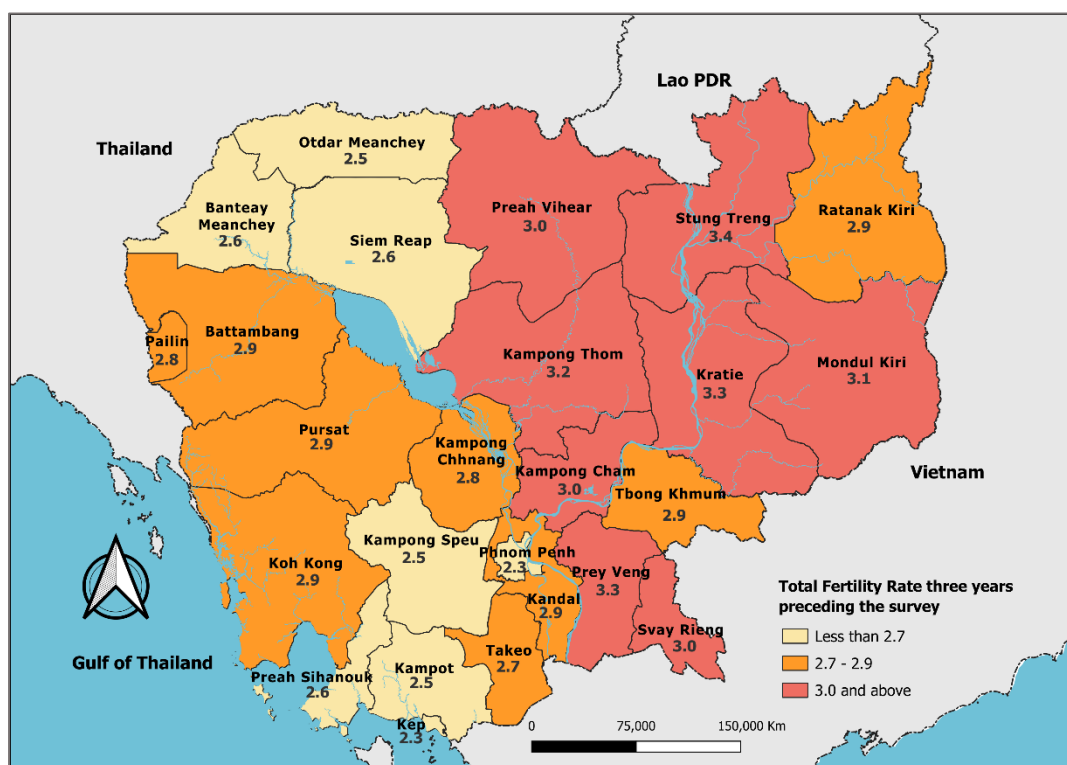 Lao PDR
Thailand
Otdar Meanchey
2.5
Banteay
Meanchey
2.6
Siem Reap
2.6
Preah Vihear
3.0
Stung Treng
3.4
Ratanak Kiri
2.9
Pailin
2.8
Battambang
2.9
Kampong Thom
3.2
Kratie
3.3
Mondul Kiri
3.1
Pursat
2.9
Kampong
Chhnang
2.8
Kampong Cham
3.0
Tbong Khmum
2.9
Vietnam
Kampong Speu
2.5
Phnom Penh
2.3
Prey Veng
3.3
Koh Kong
2.9
Kandal
2.9
Svay Rieng
3.0
Takeo
2.7
Gulf of Thailand
Preah Sihanouk
2.6
Kampot
2.5
Kep
2.3
Total Fertility Rate three years
preceding the survey
Less than 2.7
2.7 - 2.9
3.0 and above
0 75,000 150,000 Km